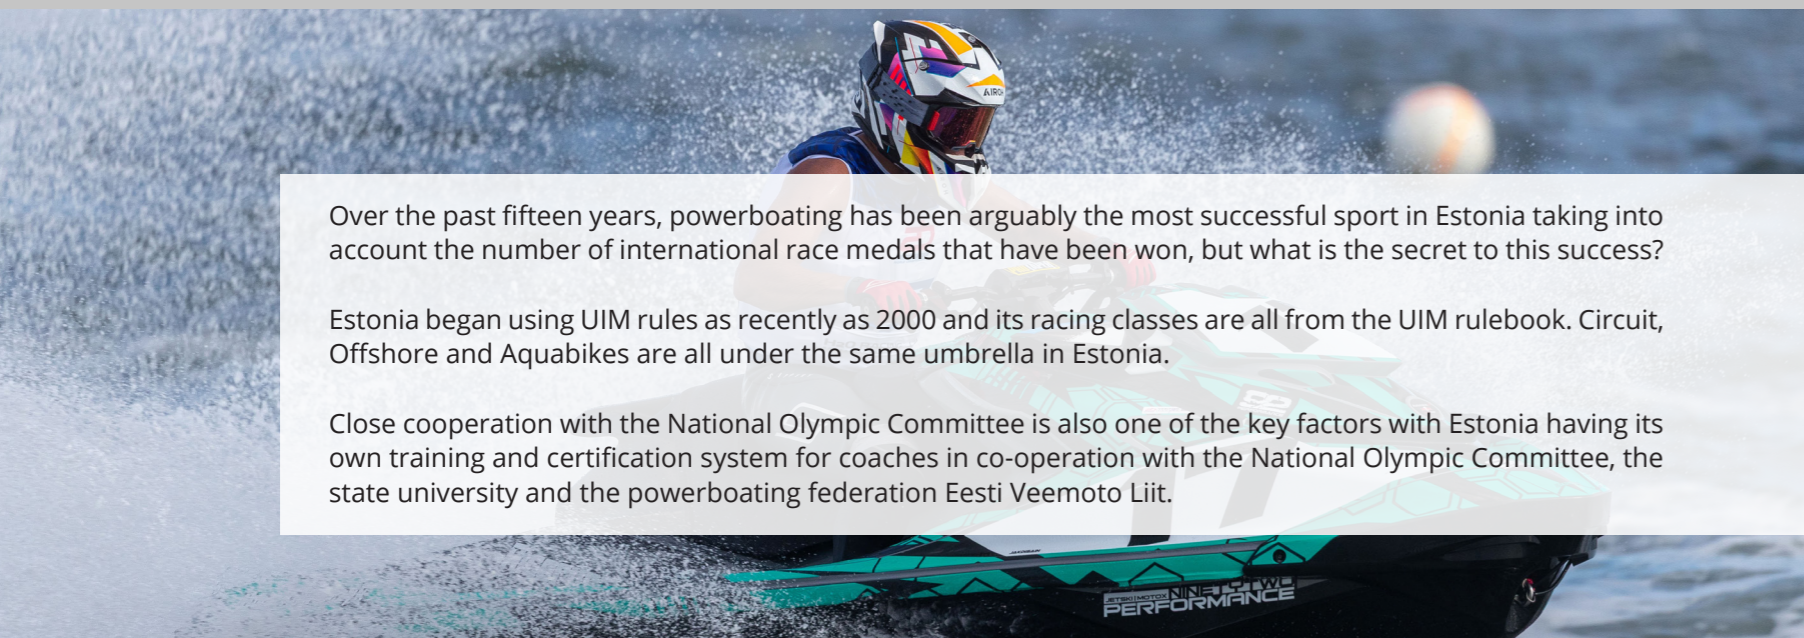 AIROH
Over the past fifteen years, powerboating has been arguably the most successful sport in Estonia taking into
account the number of international race medals that have been won, but what is the secret to this success?
Estonia began using UIM rules as recently as 2000 and its racing classes are all from the UIM rulebook. Circuit,
Offshore and Aquabikes are all under the same umbrella in Estonia.
Close cooperation with the National Olympic Committee is also one of the key factors with Estonia having its
own training and certification system for coaches in co-operation with the National Olympic Committee, the
state university and the powerboating federation Eesti Veemoto Liit.
JETSKI|MOTOX NINETOTWO
PERFORMANCE